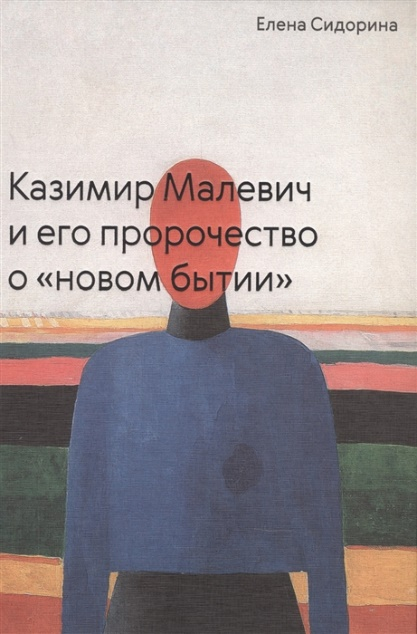 Елена Сидорина
Казимир Малевич
и его пророчество
о «новом бытии»